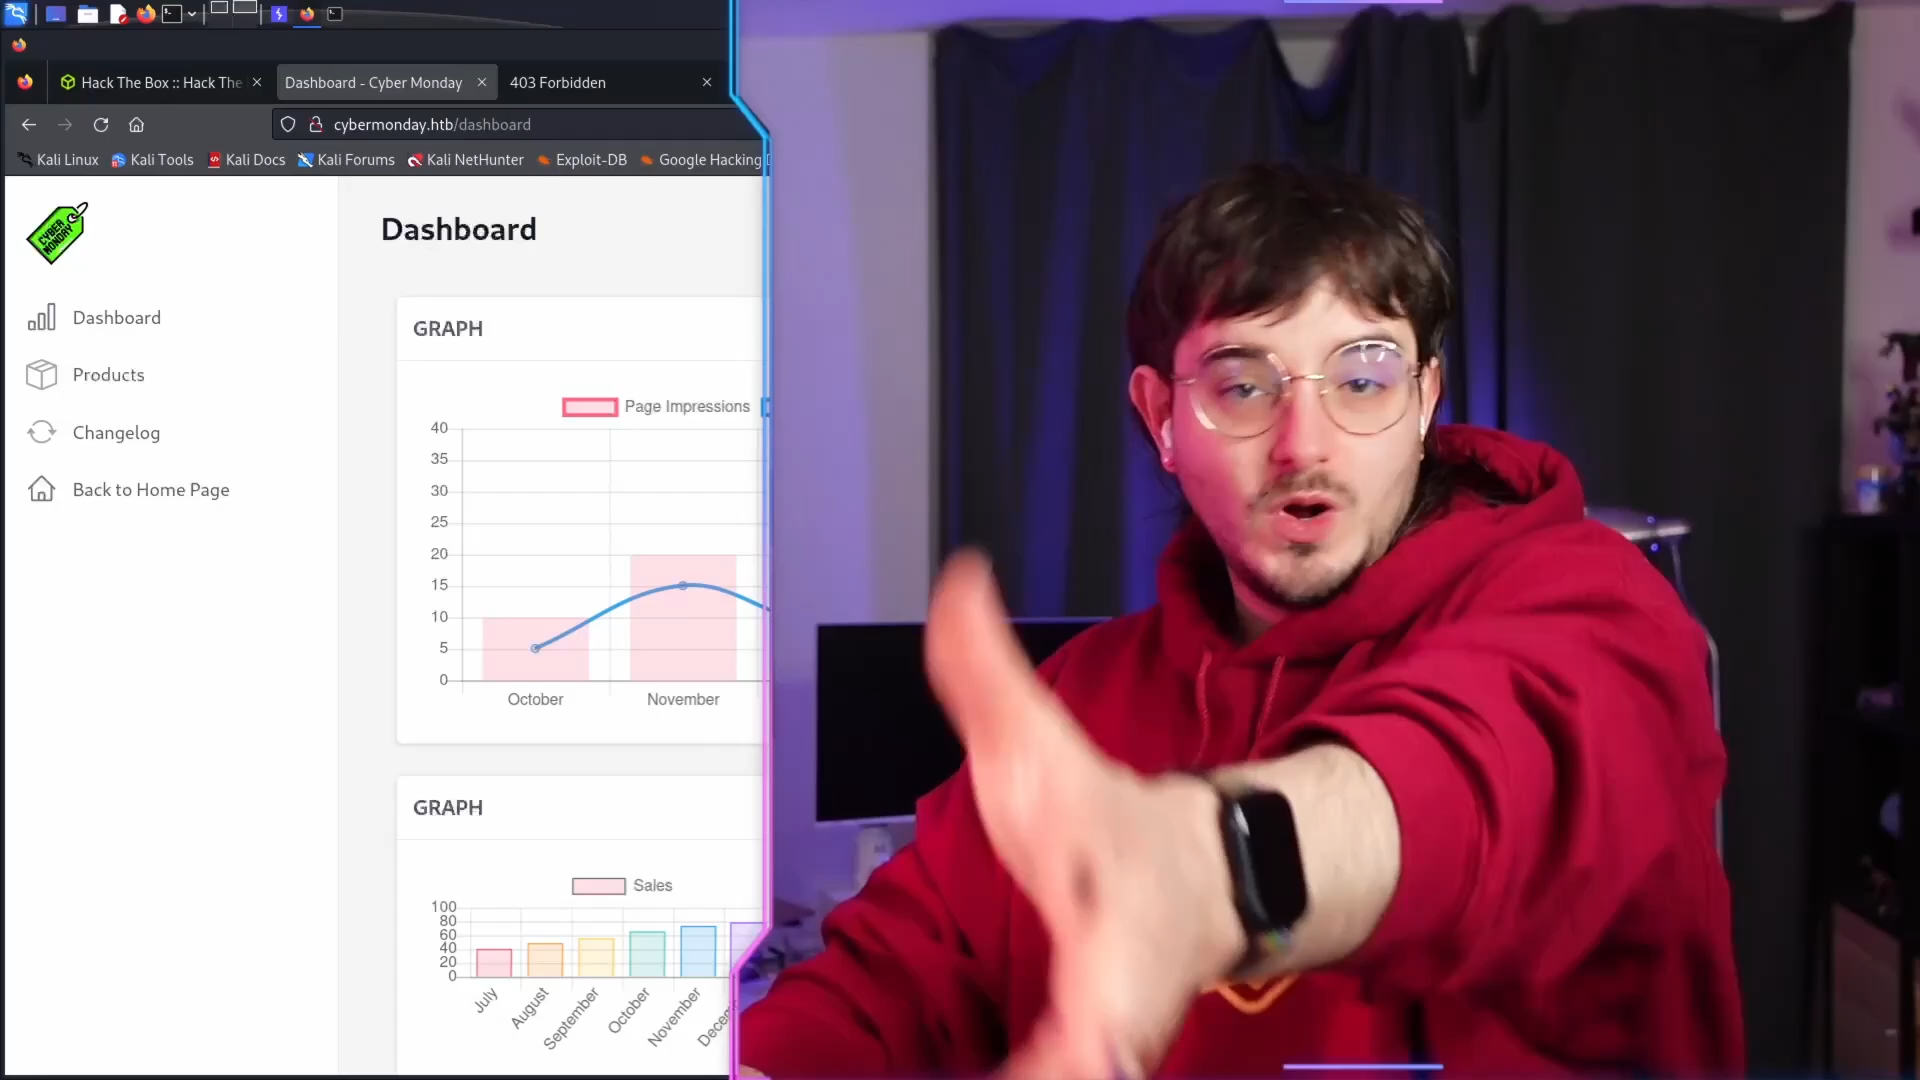 Hack The Box :: Hack The
Dashboard - Cyber Monday
403 Forbidden
cybermonday.htb/dashboard
Kali Linux
Kali Tools
Kali Docs
Kali Forums
Kali NetHunter
Exploit-DB
Google Hacking
CYBER
MONDAY
Dashboard
Products
Changelog
Back to Home Page
Dashboard
GRAPH
Page Impressions
40
35
30
25
20
15
10
5
0
October
November
GRAPH
Sales
100
80
60
40
20
0
July
August
September
October
November